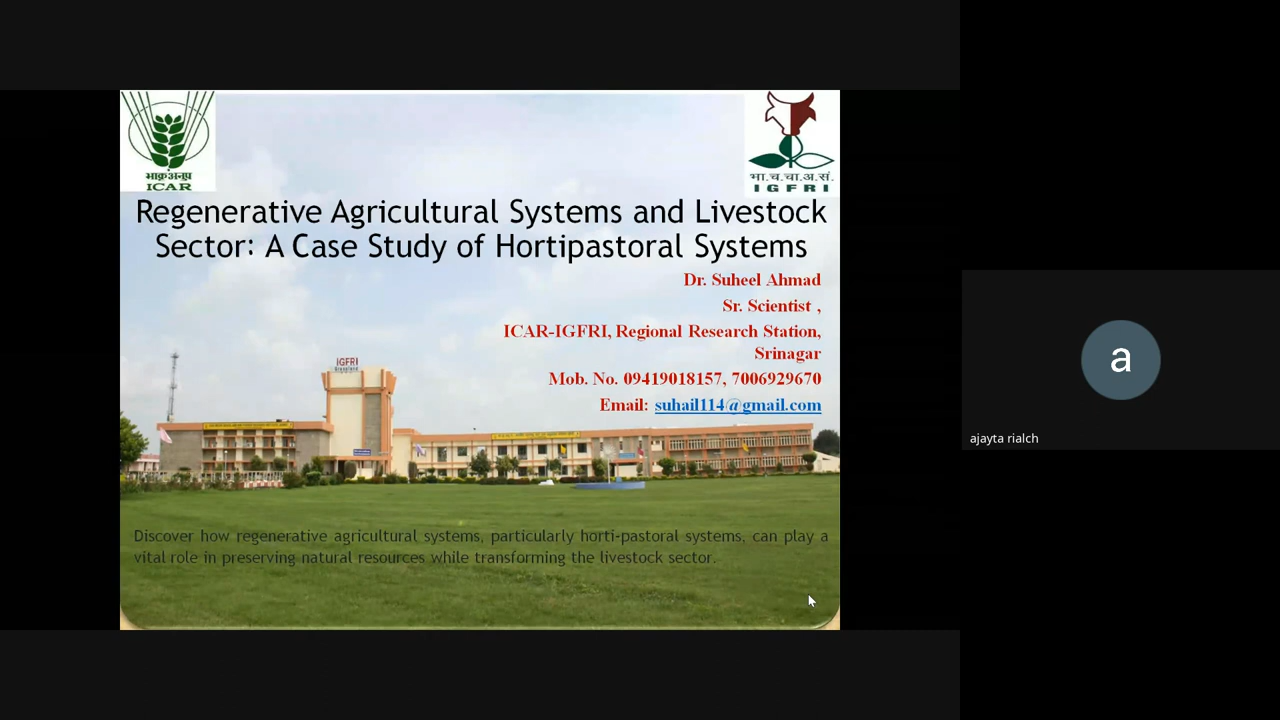 भाकृअनुप
ICAR
भा.च.चा.अ.सं.
IGFRI
Regenerative Agricultural Systems and Livestock
Sector: A Case Study of Hortipastoral Systems
Dr. Suheel Ahmad
Sr. Scientist ,
ICAR-IGFRI, Regional Research Station,
Srinagar
Mob. No. 09419018157, 7006929670
Email: suhail114@gmail.com
IGFRI
Discover how regenerative agricultural systems, particularly horti-pastoral systems, can play a
vital role in preserving natural resources while transforming the livestock sector.
a
ajayta rialch